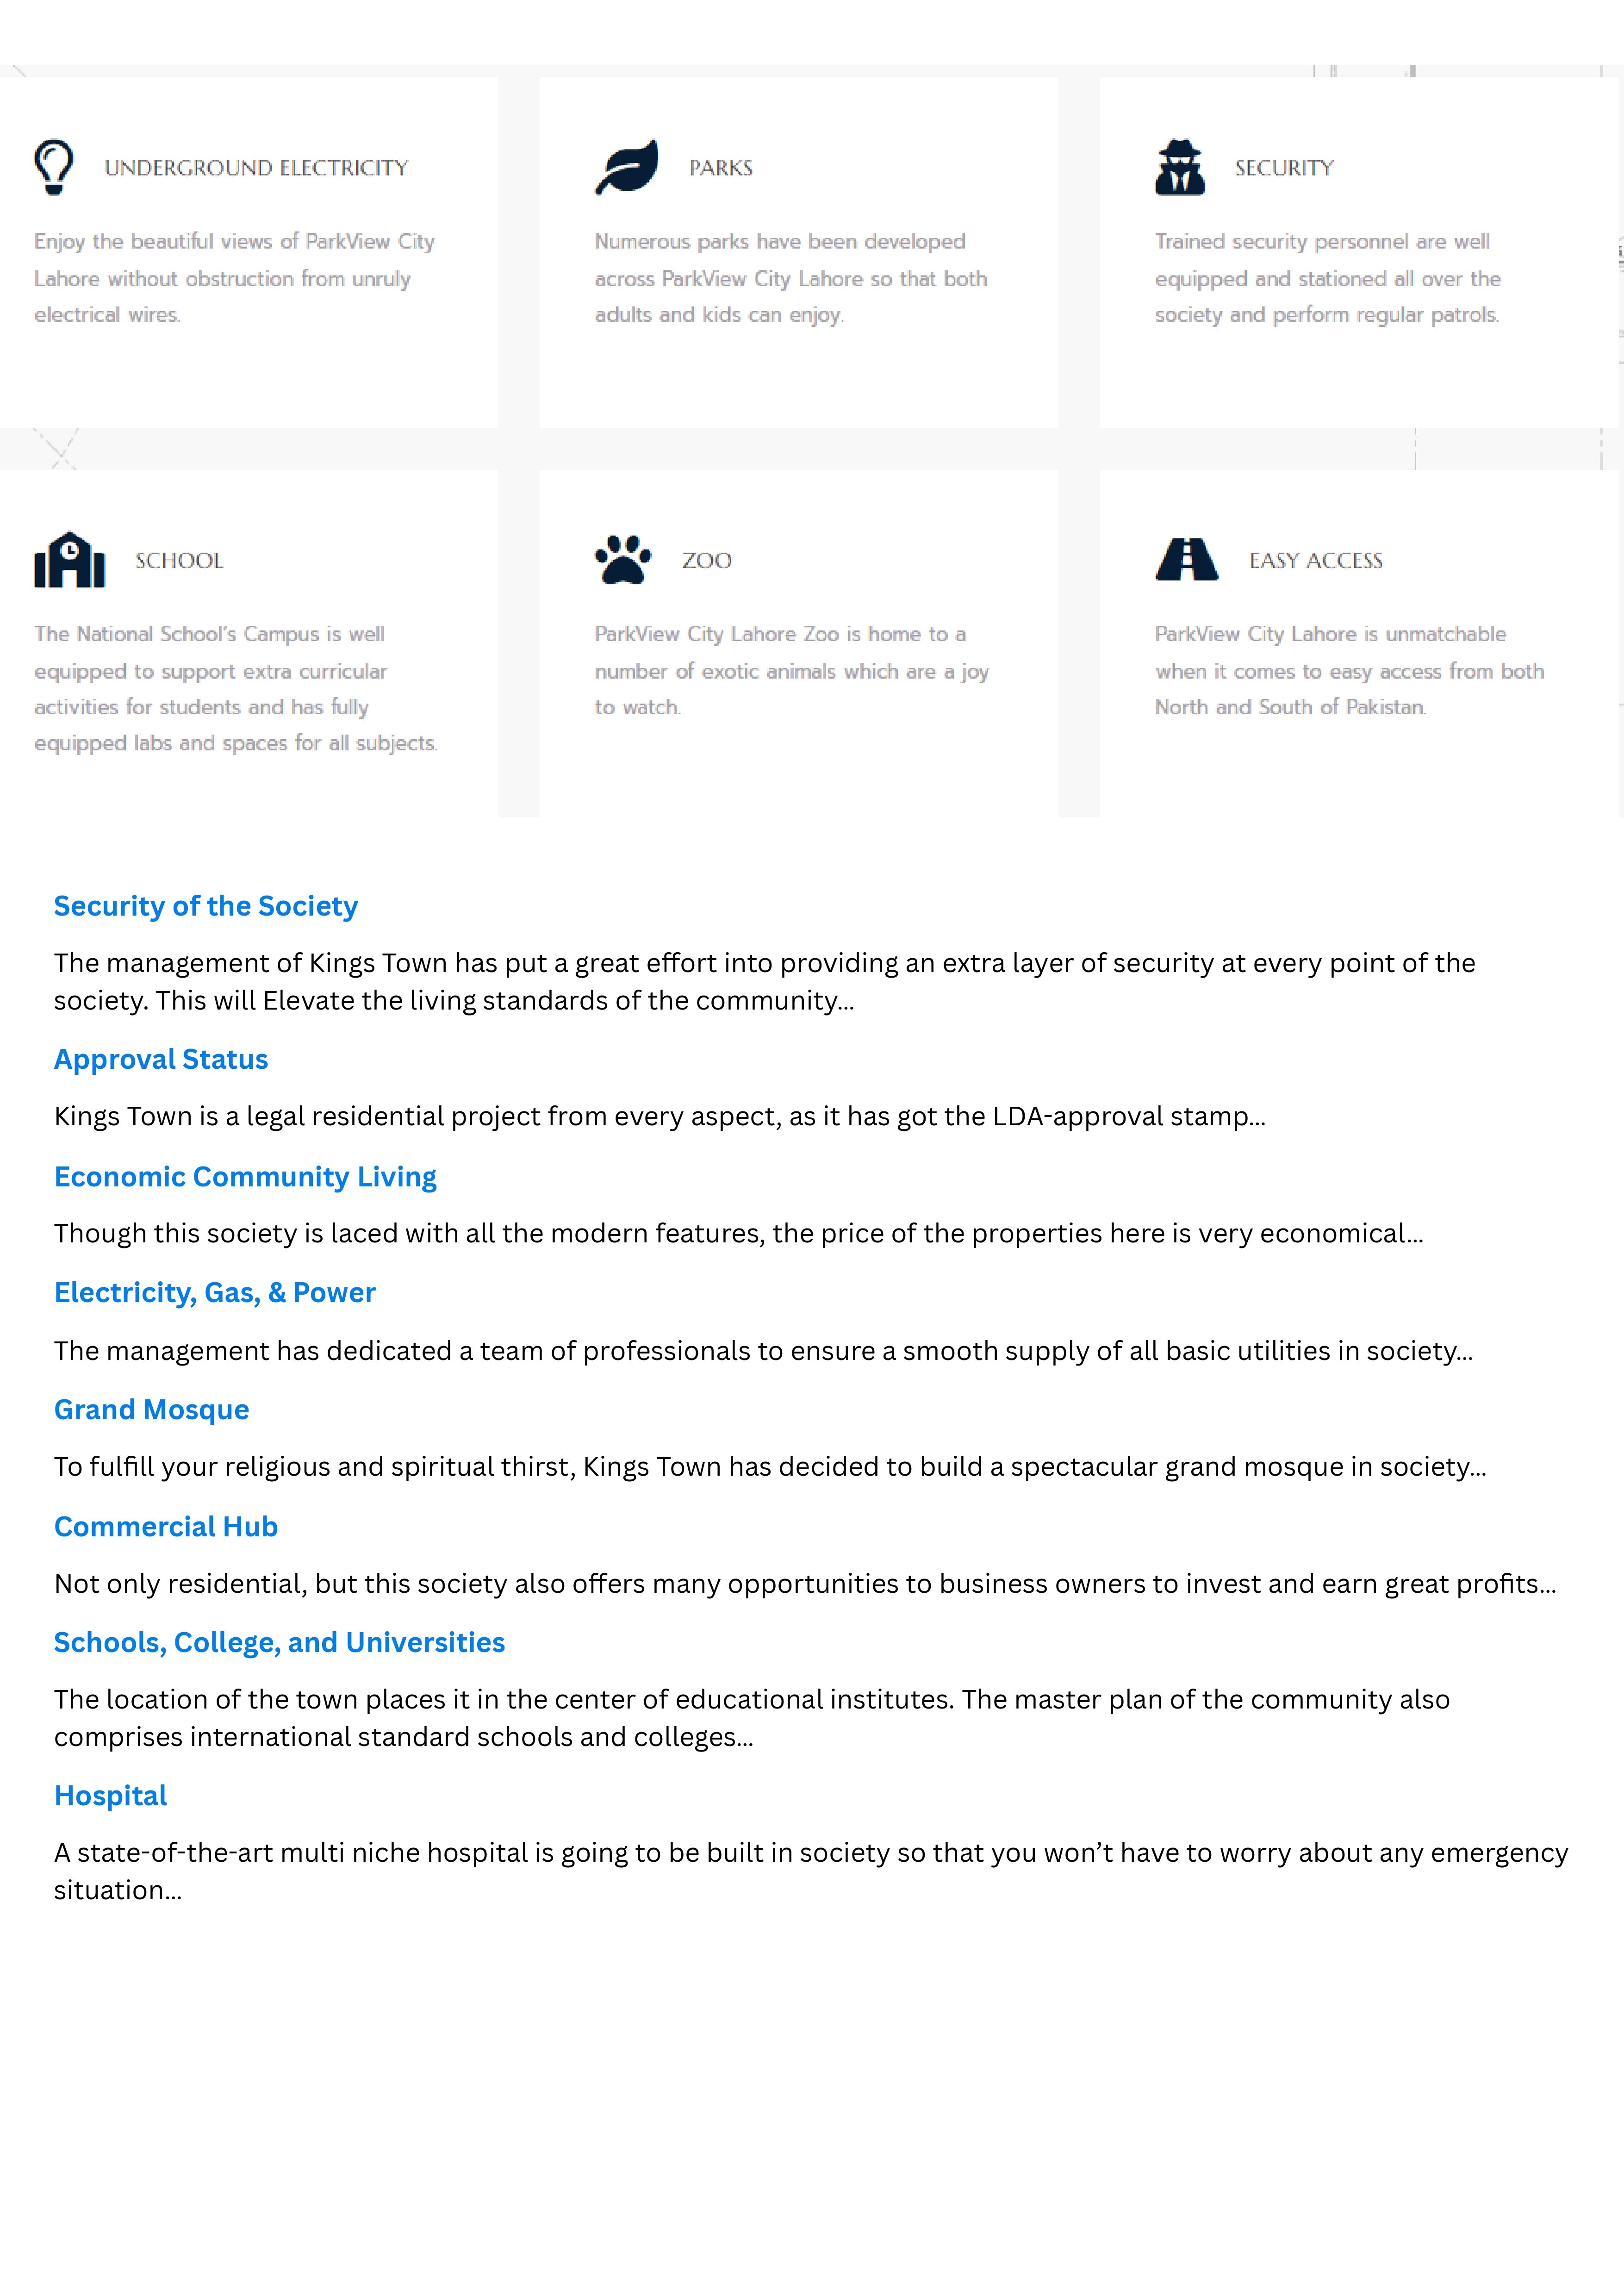 UNDERGROUND ELECTRICITY
Enjoy the beautiful views of ParkView City
Lahore without obstruction from unruly
electrical wires.
PARKS
Numerous parks have been developed
across ParkView City Lahore so that both
adults and kids can enjoy.
SECURITY
Trained security personnel are well
equipped and stationed all over the
society and perform regular patrols.
SCHOOL
The National School's Campus is well
equipped to support extra curricular
activities for students and has fully
equipped labs and spaces for all subjects.
ZOO
ParkView City Lahore Zoo is home to a
number of exotic animals which are a joy
to watch.
EASY ACCESS
ParkView City Lahore is unmatchable
when it comes to easy access from both
North and South of Pakistan.
Security of the Society
The management of Kings Town has put a great effort into providing an extra layer of security at every point of the
society. This will Elevate the living standards of the community...
Approval Status
Kings Town is a legal residential project from every aspect, as it has got the LDA-approval stamp...
Economic Community Living
Though this society is laced with all the modern features, the price of the properties here is very economical...
Electricity, Gas, & Power
The management has dedicated a team of professionals to ensure a smooth supply of all basic utilities in society...
Grand Mosque
To fulfill your religious and spiritual thirst, Kings Town has decided to build a spectacular grand mosque in society...
Commercial Hub
Not only residential, but this society also offers many opportunities to business owners to invest and earn great profits...
Schools, College, and Universities
The location of the town places it in the center of educational institutes. The master plan of the community also
comprises international standard schools and colleges...
Hospital
A state-of-the-art multi niche hospital is going to be built in society so that you won't have to worry about any emergency
situation...